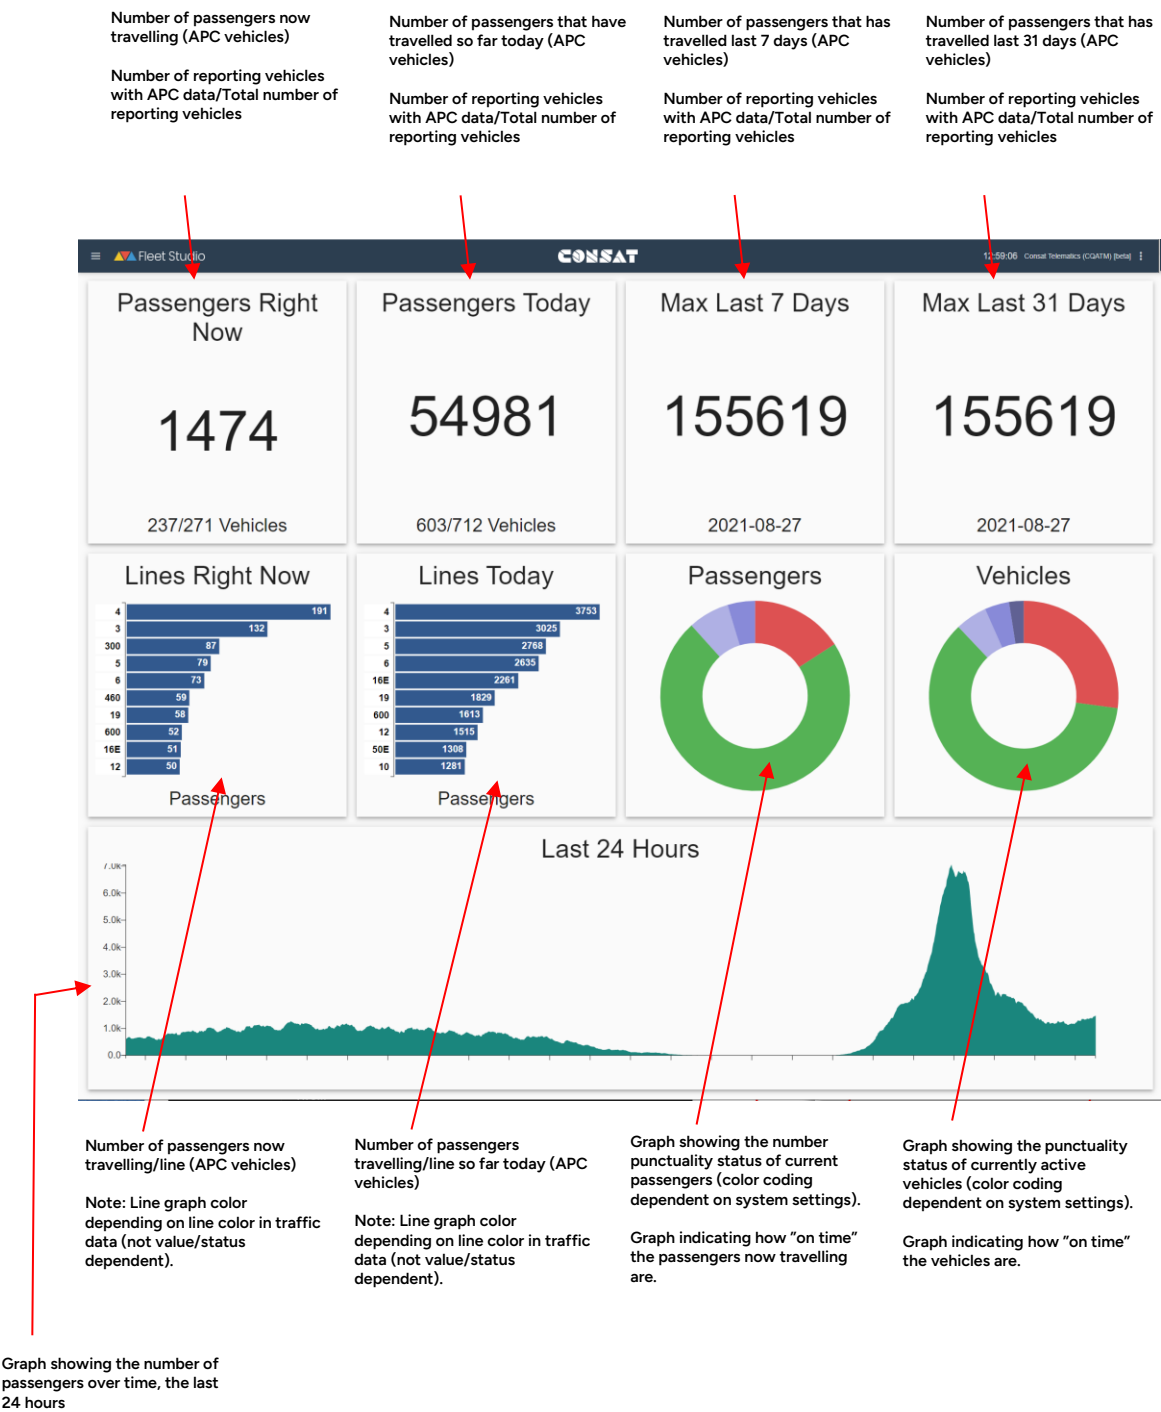 Number of passengers now
travelling (APC vehicles)
Number of reporting vehicles
with APC data/Total number of
reporting vehicles
Number of passengers that have
travelled so far today (APC
vehicles)
Number of reporting vehicles
with APC data/Total number of
reporting vehicles
Number of passengers that has
travelled last 7 days (APC
vehicles)
Number of reporting vehicles
with APC data/Total number of
reporting vehicles
Number of passengers that has
travelled last 31 days (APC
vehicles)
Number of reporting vehicles
with APC data/Total number of
reporting vehicles
Fleet Studio
CONSAT
12:59:06 Consat Telematics (CQATM) [beta]
Passengers Right
Now
1474
237/271 Vehicles
Passengers Today
54981
603/712 Vehicles
Max Last 7 Days
155619
2021-08-27
Max Last 31 Days
155619
2021-08-27
Lines Right Now
4 191
3 132
300 87
5 79
6 73
460 59
19 58
600 52
16E 51
12 50
Passengers
Lines Today
4 3753
3 3025
5 2768
6 2635
16E 2261
19 1829
600 1613
12 1515
50E 1308
10 1281
Passengers
Passengers
Vehicles
Last 24 Hours
7.0k
6.0k
5.0k
4.0k
3.0k
2.0k
1.0k
0.0
Number of passengers now
travelling/line (APC vehicles)
Note: Line graph color
depending on line color in traffic
data (not value/status
dependent).
Number of passengers
travelling/line so far today (APC
vehicles)
Note: Line graph color
depending on line color in traffic
data (not value/status
dependent).
Graph showing the number
punctuality status of current
passengers (color coding
dependent on system settings).
Graph indicating how ”on time”
the passengers now travelling
are.
Graph showing the punctuality
status of currently active
vehicles (color coding
dependent on system settings).
Graph indicating how ”on time”
the vehicles are.
Graph showing the number of
passengers over time, the last
24 hours